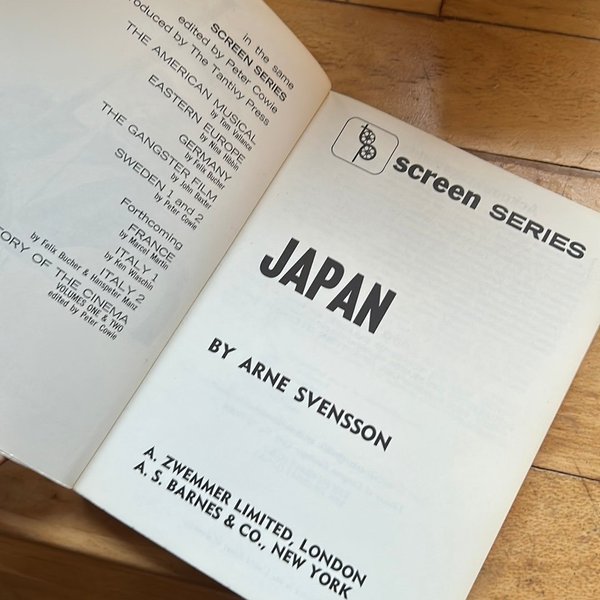 in the same
SCREEN SERIES
edited by Peter Cowie
produced by The Tantivy Press
THE AMERICAN MUSICAL
by Tom Vallance
EASTERN EUROPE
by Nina Hibbin
GERMANY
by Felix Bucher
THE GANGSTER FILM
by John Baxter
SWEDEN 1 and 2
by Peter Cowie
Forthcoming
FRANCE
by Marcel Martin
ITALY 1
by Ken Wlaschin
ITALY 2
by Felix Bucher & Hanspeter Manz
OF THE CINEMA
VOLUMES ONE & TWO
edited by Peter Cowie
screen SERIES
JAPAN
BY ARNE SVENSSON
A. ZWEMMER LIMITED, LONDON
A. S. BARNES & CO., NEW YORK